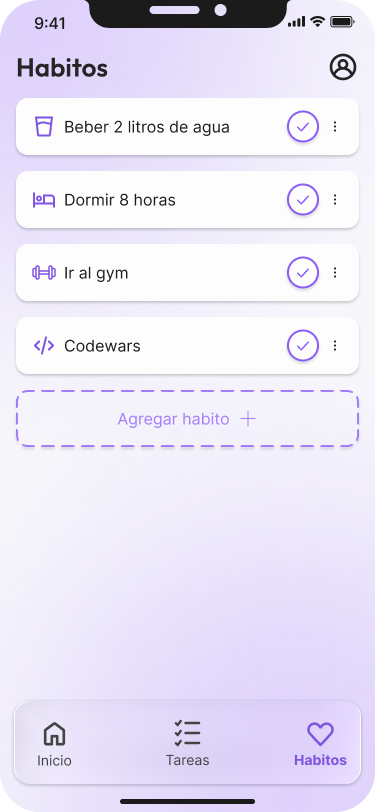 9:41
Habitos
Beber 2 litros de agua
Dormir 8 horas
Ir al gym
Codewars
Agregar habito +
Inicio
Tareas
Habitos